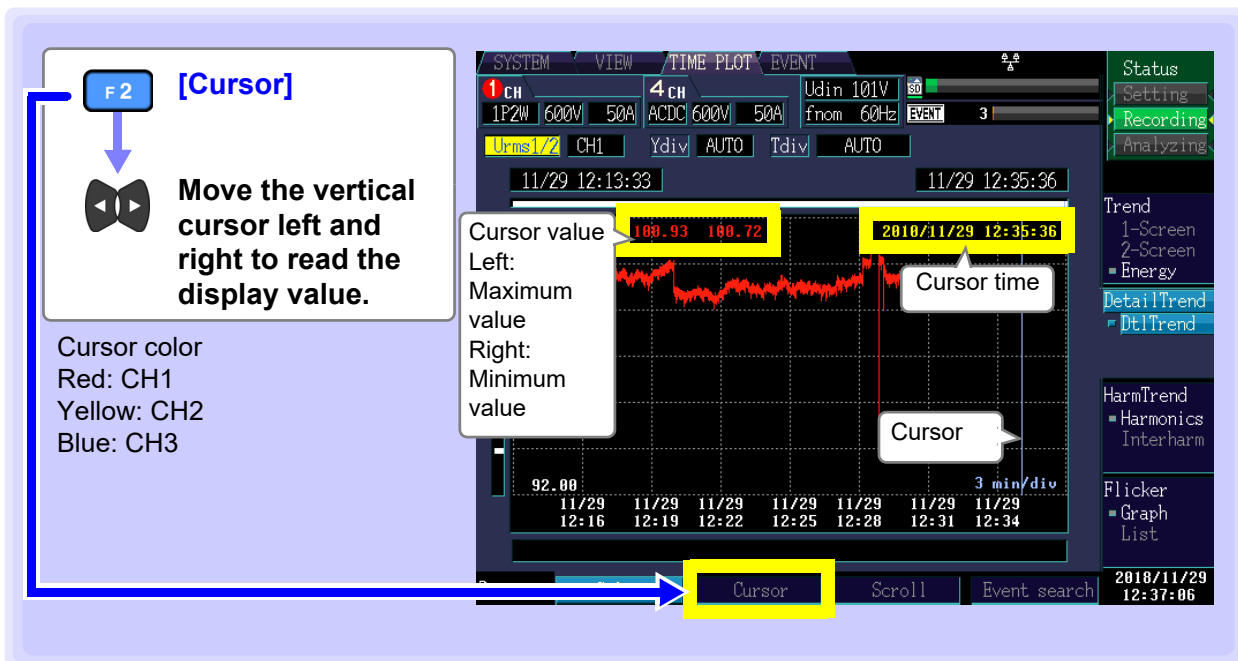 F 2
[Cursor]
Move the vertical
cursor left and
right to read the
display value.
Cursor color
Red: CH1
Yellow: CH2
Blue: CH3
SYSTEM VIEW TIME PLOT EVENT
1 CH 4 CH Udin 101V SD
1P2W 600V 50A ACDC 600V 50A fnom 60Hz EVENT 3
Urms1/2 CH1 Ydiv AUTO Tdiv AUTO
11/29 12:13:33 11/29 12:35:36
Cursor value
Left:
Maximum
value
Right:
Minimum
value
100.93 100.72
2018/11/29 12:35:36
Cursor time
Cursor
92.00
3 min/div
11/29 11/29 11/29 11/29 11/29 11/29 11/29
12:16 12:19 12:22 12:25 12:28 12:31 12:34
Cursor Scroll Event search
Status
Setting
Recording
Analyzing
Trend
1-Screen
2-Screen
Energy
DetailTrend
DtlTrend
HarmTrend
Harmonics
Interharm
Flicker
Graph
List
2018/11/29
12:37:06